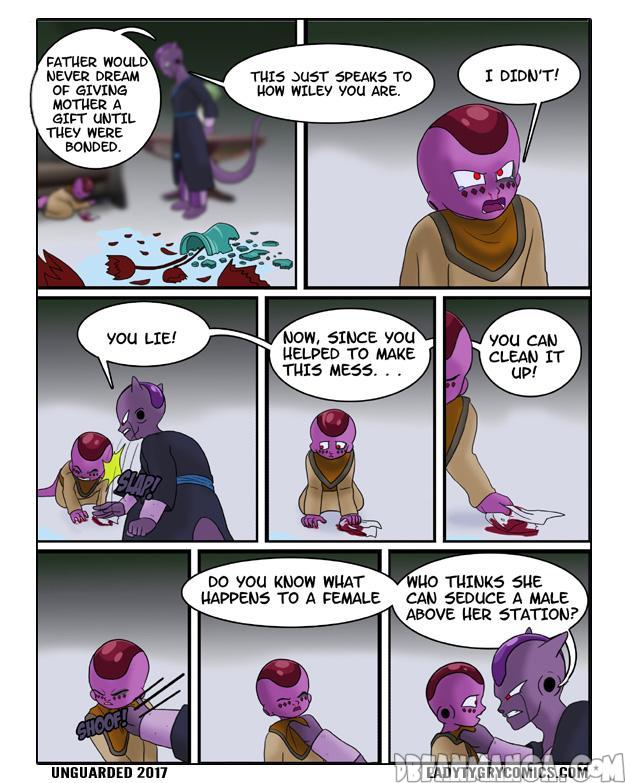 FATHER WOULD
NEVER DREAM
OF GIVING
MOTHER A
GIFT UNTIL
THEY WERE
BONDED.
THIS JUST SPEAKS TO
HOW WILEY YOU ARE.
I DIDN'T!
YOU LIE!
SLAP!
NOW, SINCE YOU
HELPED TO MAKE
THIS MESS. . .
YOU CAN
CLEAN IT
UP!
SHOOF!
DO YOU KNOW WHAT
HAPPENS TO A FEMALE
WHO THINKS SHE
CAN SEDUCE A MALE
ABOVE HER STATION?
UNGUARDED 2017
DBFANMANGA.COM
LADYTYGRYCOMICS.COM